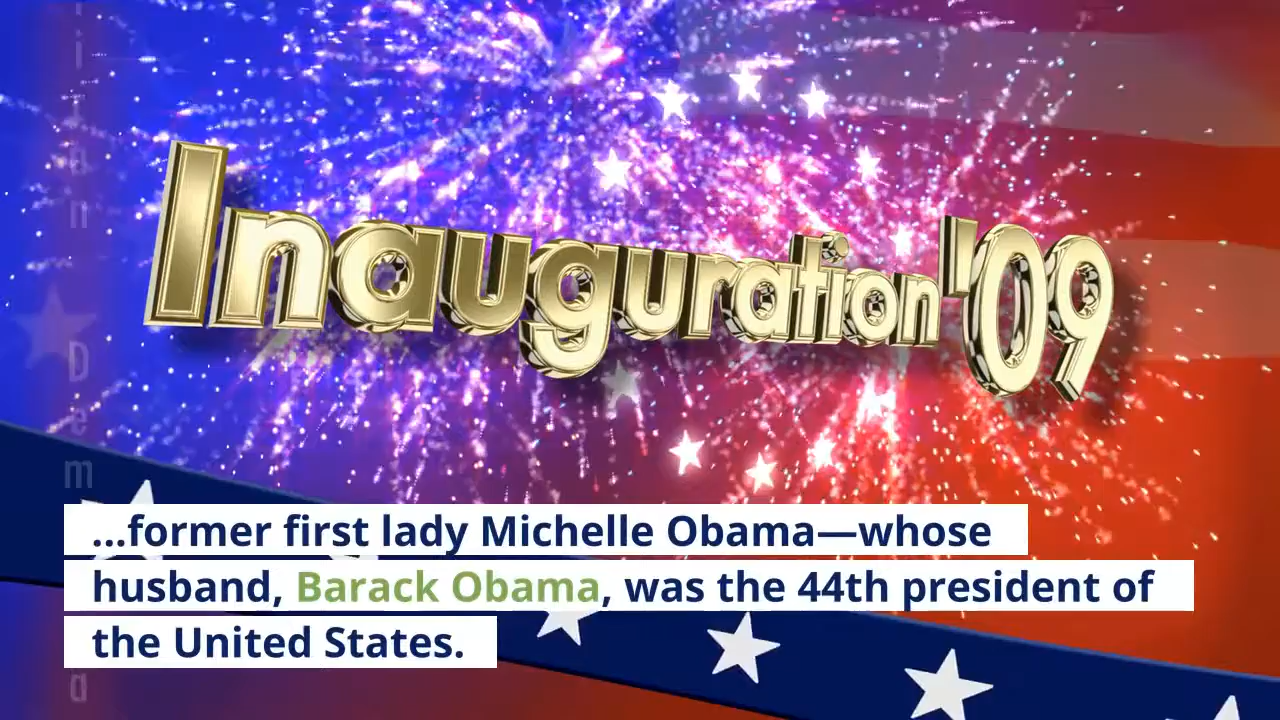 Inauguration '09
...former first lady Michelle Obama—whose
husband, Barack Obama, was the 44th president of
the United States.